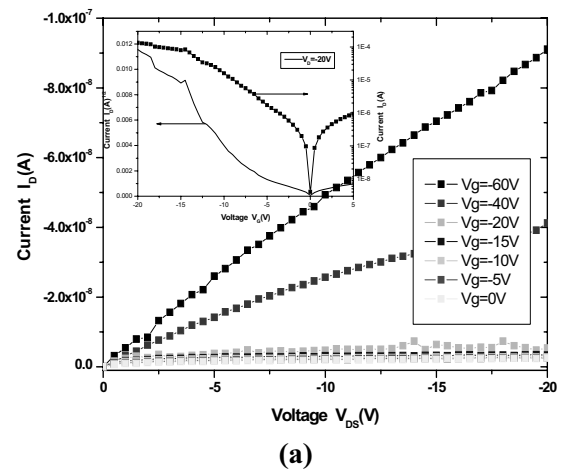 -1.0x10⁻⁷
-8.0x10⁻⁸
-6.0x10⁻⁸
-4.0x10⁻⁸
-2.0x10⁻⁸
0.0
Current I_D(A)
0 -5 -10 -15 -20
Voltage V_DS(V)
0.012
0.010
0.008
0.006
0.004
0.002
0.000
-20 -15 -10 -5 0 5
Voltage V_G(V)
V_D=-20V
1E-4
1E-5
1E-6
1E-7
1E-8
Current I_D(A)
Vg=-60V
Vg=-40V
Vg=-20V
Vg=-15V
Vg=-10V
Vg=-5V
Vg=0V
(a)